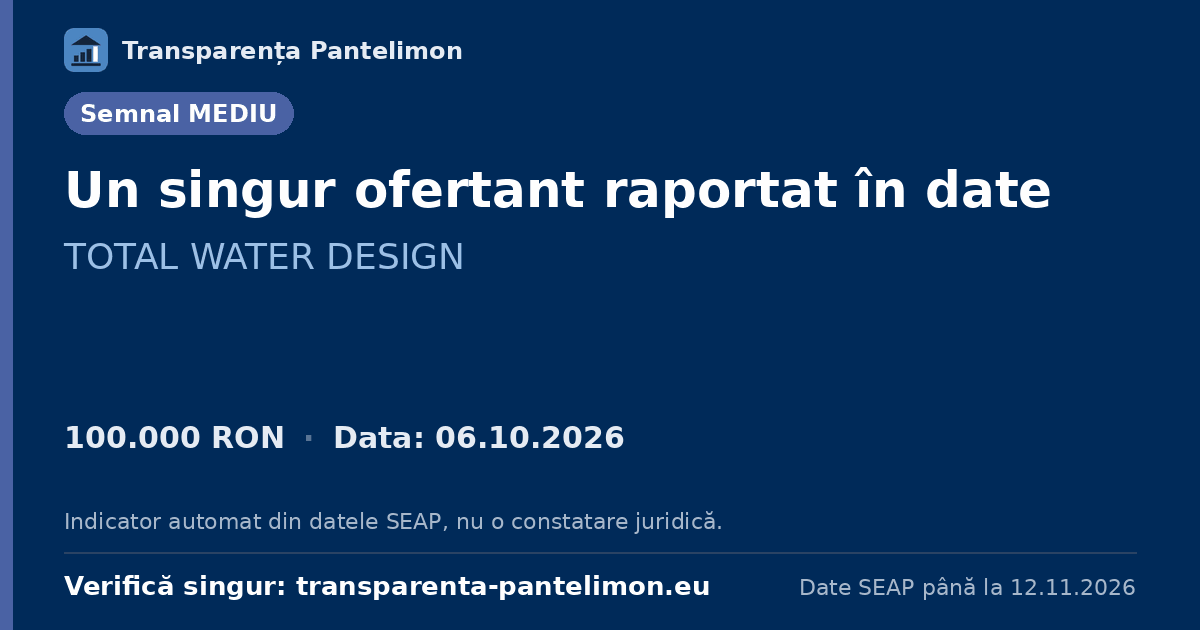 Transparența Pantelimon
Semnal MEDIU
Un singur ofertant raportat în date
TOTAL WATER DESIGN
100.000 RON · Data: 06.10.2026
Indicator automat din datele SEAP, nu o constatare juridică.
Verifică singur: transparenta-pantelimon.eu
Date SEAP până la 12.11.2026